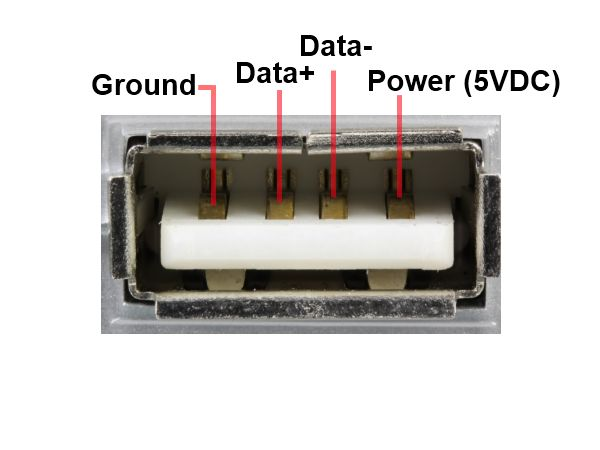 Ground
Data+
Data-
Power (5VDC)